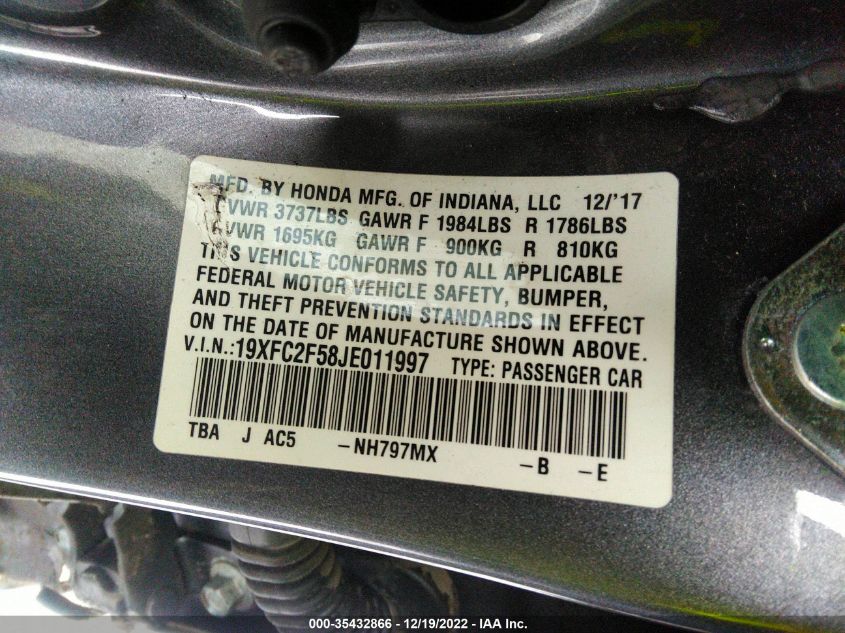 MFD. BY HONDA MFG. OF INDIANA, LLC 12/'17
GVWR 3737LBS GAWR F 1984LBS R 1786LBS
GVWR 1695KG GAWR F 900KG R 810KG
THIS VEHICLE CONFORMS TO ALL APPLICABLE
FEDERAL MOTOR VEHICLE SAFETY, BUMPER,
AND THEFT PREVENTION STANDARDS IN EFFECT
ON THE DATE OF MANUFACTURE SHOWN ABOVE.
V.I.N.:19XFC2F58JE011997 TYPE: PASSENGER CAR
TBA J AC5 -NH797MX -B -E
000-35432866 - 12/19/2022 - IAA Inc.